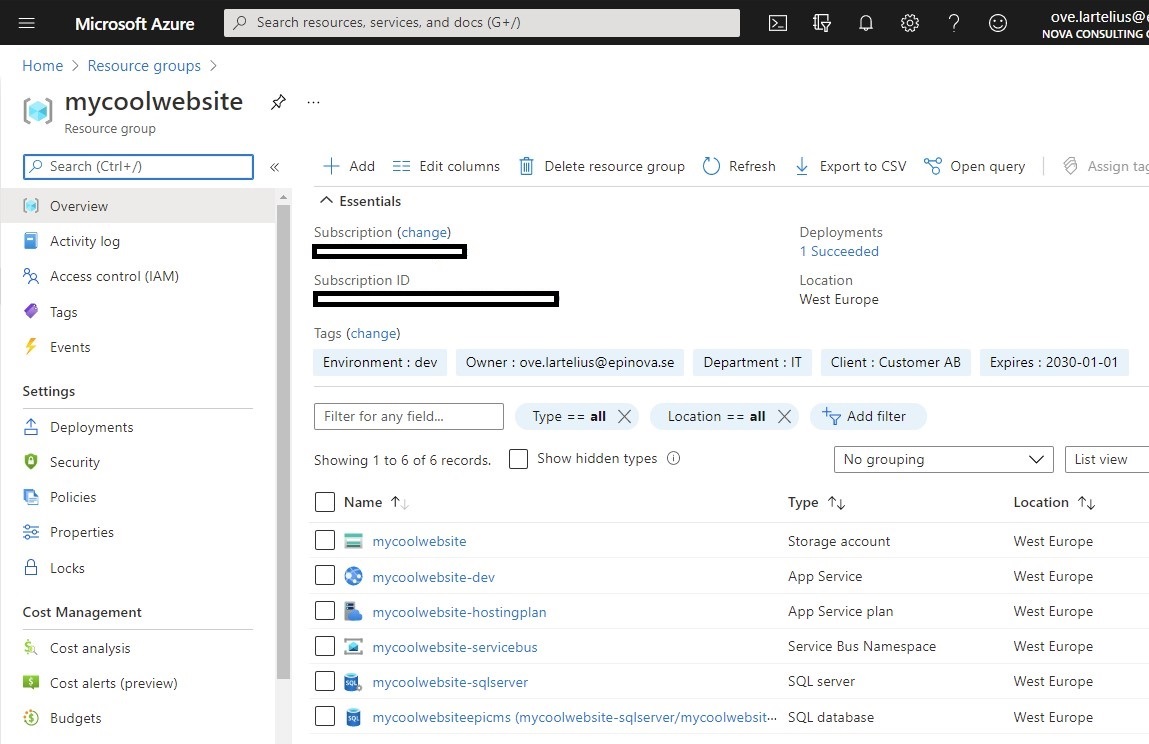 Microsoft Azure
Search resources, services, and docs (G+/)
ove.lartelius@
NOVA CONSULTING
Home > Resource groups >
mycoolwebsite
...
Resource group
Search (Ctrl+/)
«
Add
Edit columns
Delete resource group
Refresh
Export to CSV
Open query
Assign tag
Overview
Activity log
Access control (IAM)
Tags
Events
Settings
Deployments
Security
Policies
Properties
Locks
Cost Management
Cost analysis
Cost alerts (preview)
Budgets
Essentials
Subscription (change)
Deployments
1 Succeeded
Subscription ID
Location
West Europe
Tags (change)
Environment : dev
Owner : ove.lartelius@epinova.se
Department : IT
Client : Customer AB
Expires : 2030-01-01
Filter for any field...
Type == all
Location == all
Add filter
Showing 1 to 6 of 6 records.
Show hidden types
No grouping
List view
Name ↑↓ Type ↑↓ Location ↑↓
mycoolwebsite Storage account West Europe
mycoolwebsite-dev App Service West Europe
mycoolwebsite-hostingplan App Service plan West Europe
mycoolwebsite-servicebus Service Bus Namespace West Europe
mycoolwebsite-sqlserver SQL server West Europe
mycoolwebsiteepicms (mycoolwebsite-sqlserver/mycoolwebsit... SQL database West Europe